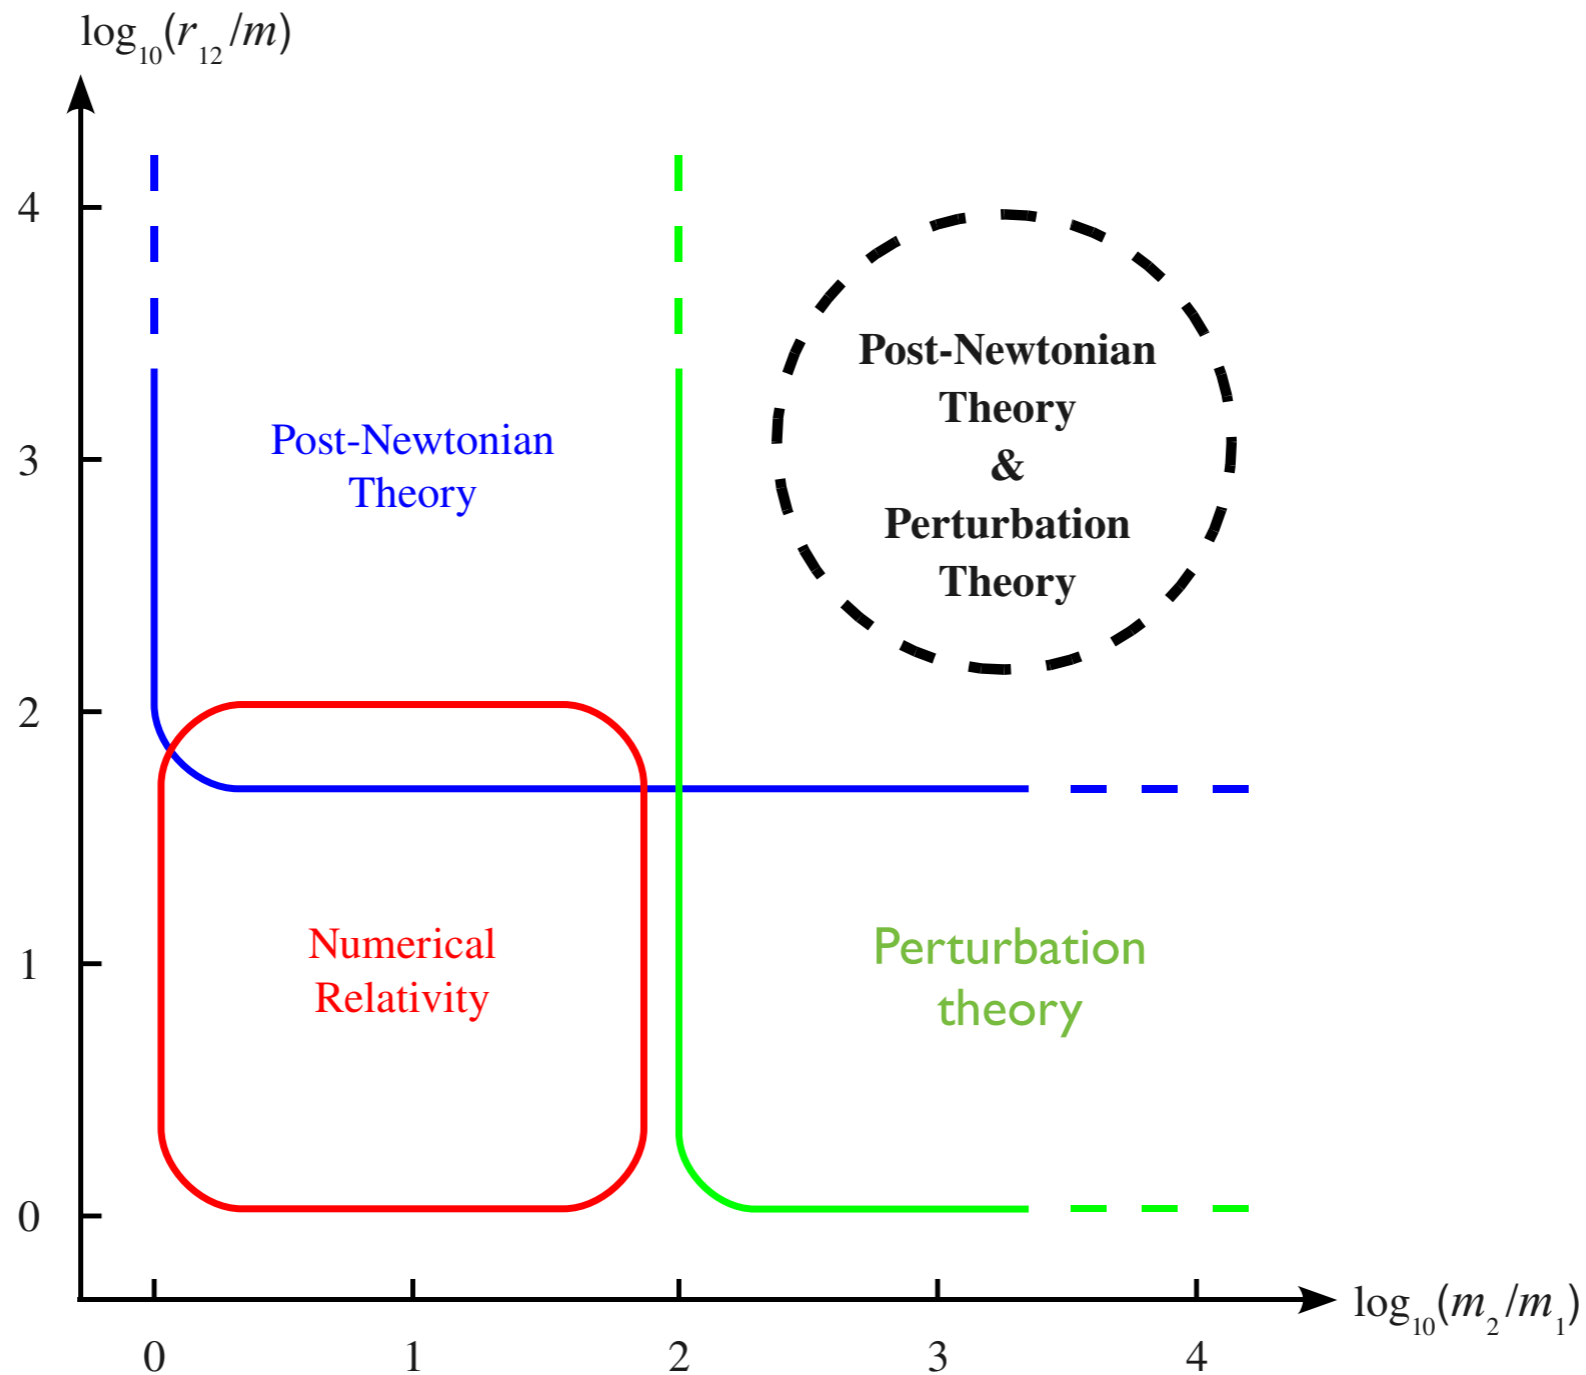 log₁₀(r₁₂/m)
4
3
2
1
0
Post-Newtonian
Theory
Post-Newtonian
Theory
&
Perturbation
Theory
Numerical
Relativity
Perturbation
theory
0 1 2 3 4
log₁₀(m₂/m₁)